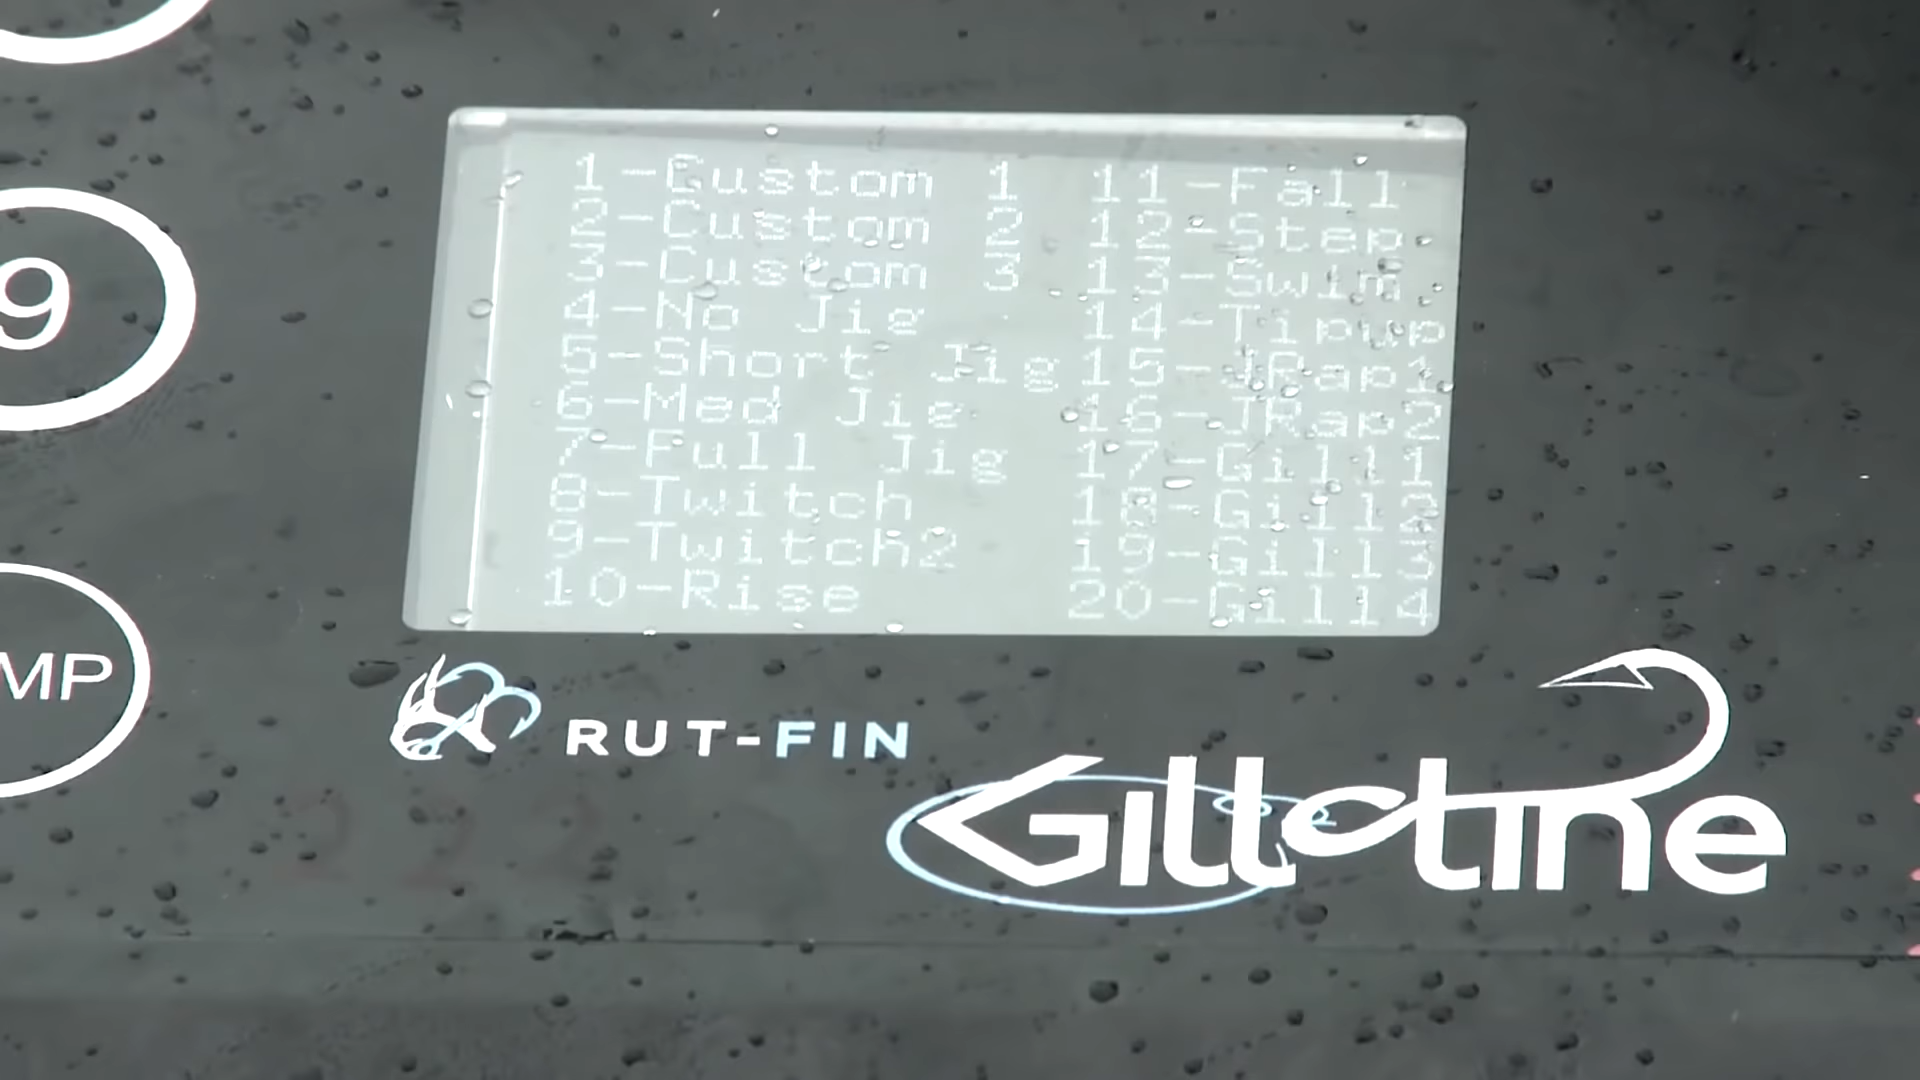 1-Custom 1 11-Fall
2-Custom 2 12-Step
3-Custom 3 13-Swim
4-No Jig 14-Tipup
5-Short Jig 15-JRap1
6-Med Jig 16-JRap2
7-Full Jig 17-Gill1
8-Twitch 18-Gill2
9-Twitch2 19-Gill3
10-Rise 20-Gill4
9
MP
RUT-FIN
Gillotine